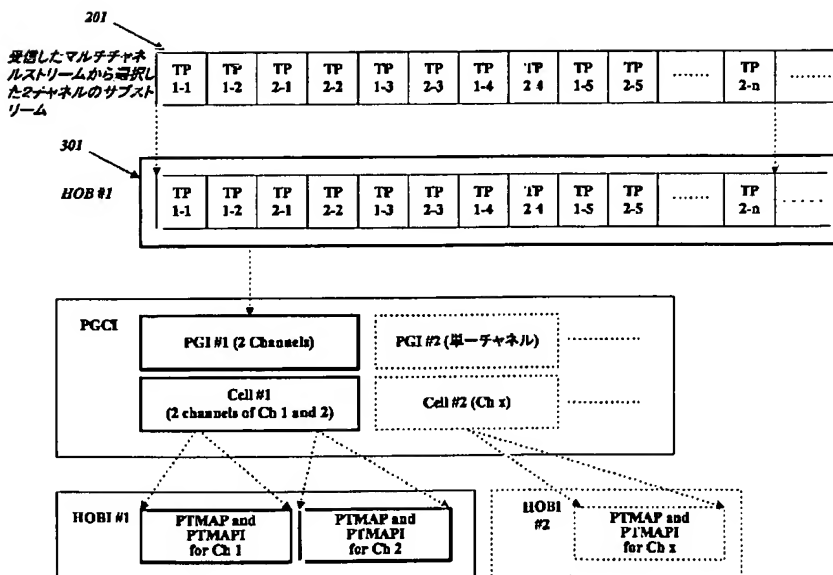 201
受信したマルチチャネ
ルストリームから選択し
た2チャネルのサブスト
リーム
TP 1-1 TP 1-2 TP 2-1 TP 2-2 TP 1-3 TP 2-3 TP 1-4 TP 2 4 TP 1-5 TP 2-5 ........ TP 2-n ........
301
HOB #1
TP 1-1 TP 1-2 TP 2-1 TP 2-2 TP 1-3 TP 2-3 TP 1-4 TP 2 4 TP 1-5 TP 2-5 ........ TP 2-n ......
PGCI
PGI #1 (2 Channels)
PGI #2 (単一チャネル)
Cell #1
(2 channels of Ch 1 and 2)
Cell #2 (Ch x)
HOBI #1
PTMAP and
PTMAPI
for Ch 1
PTMAP and
PTMAPI
for Ch 2
HOBI
#2
PTMAP and
PTMAPI
for Ch x